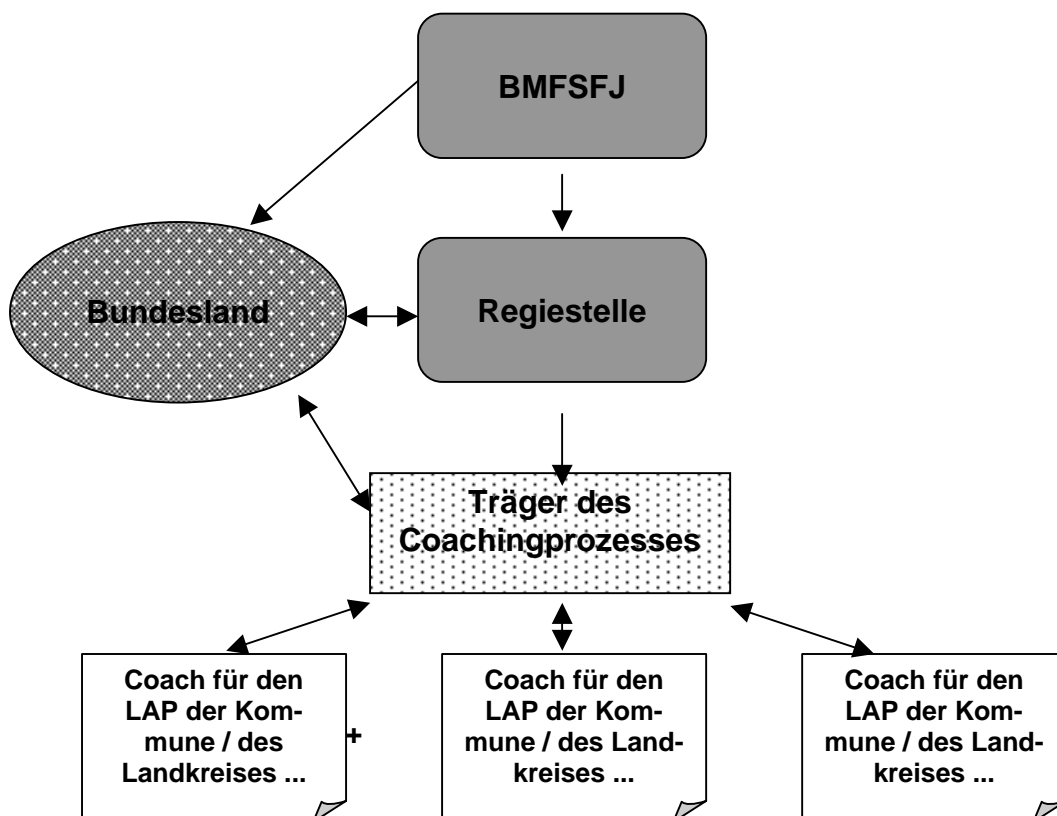 BMFSFJ
Bundesland
Regiestelle
Träger des
Coachingprozesses
Coach für den
LAP der Kom-
mune / des
Landkreises ...
+
Coach für den
LAP der Kom-
mune / des Land-
kreises ...
Coach für den
LAP der Kom-
mune / des Land-
kreises ...